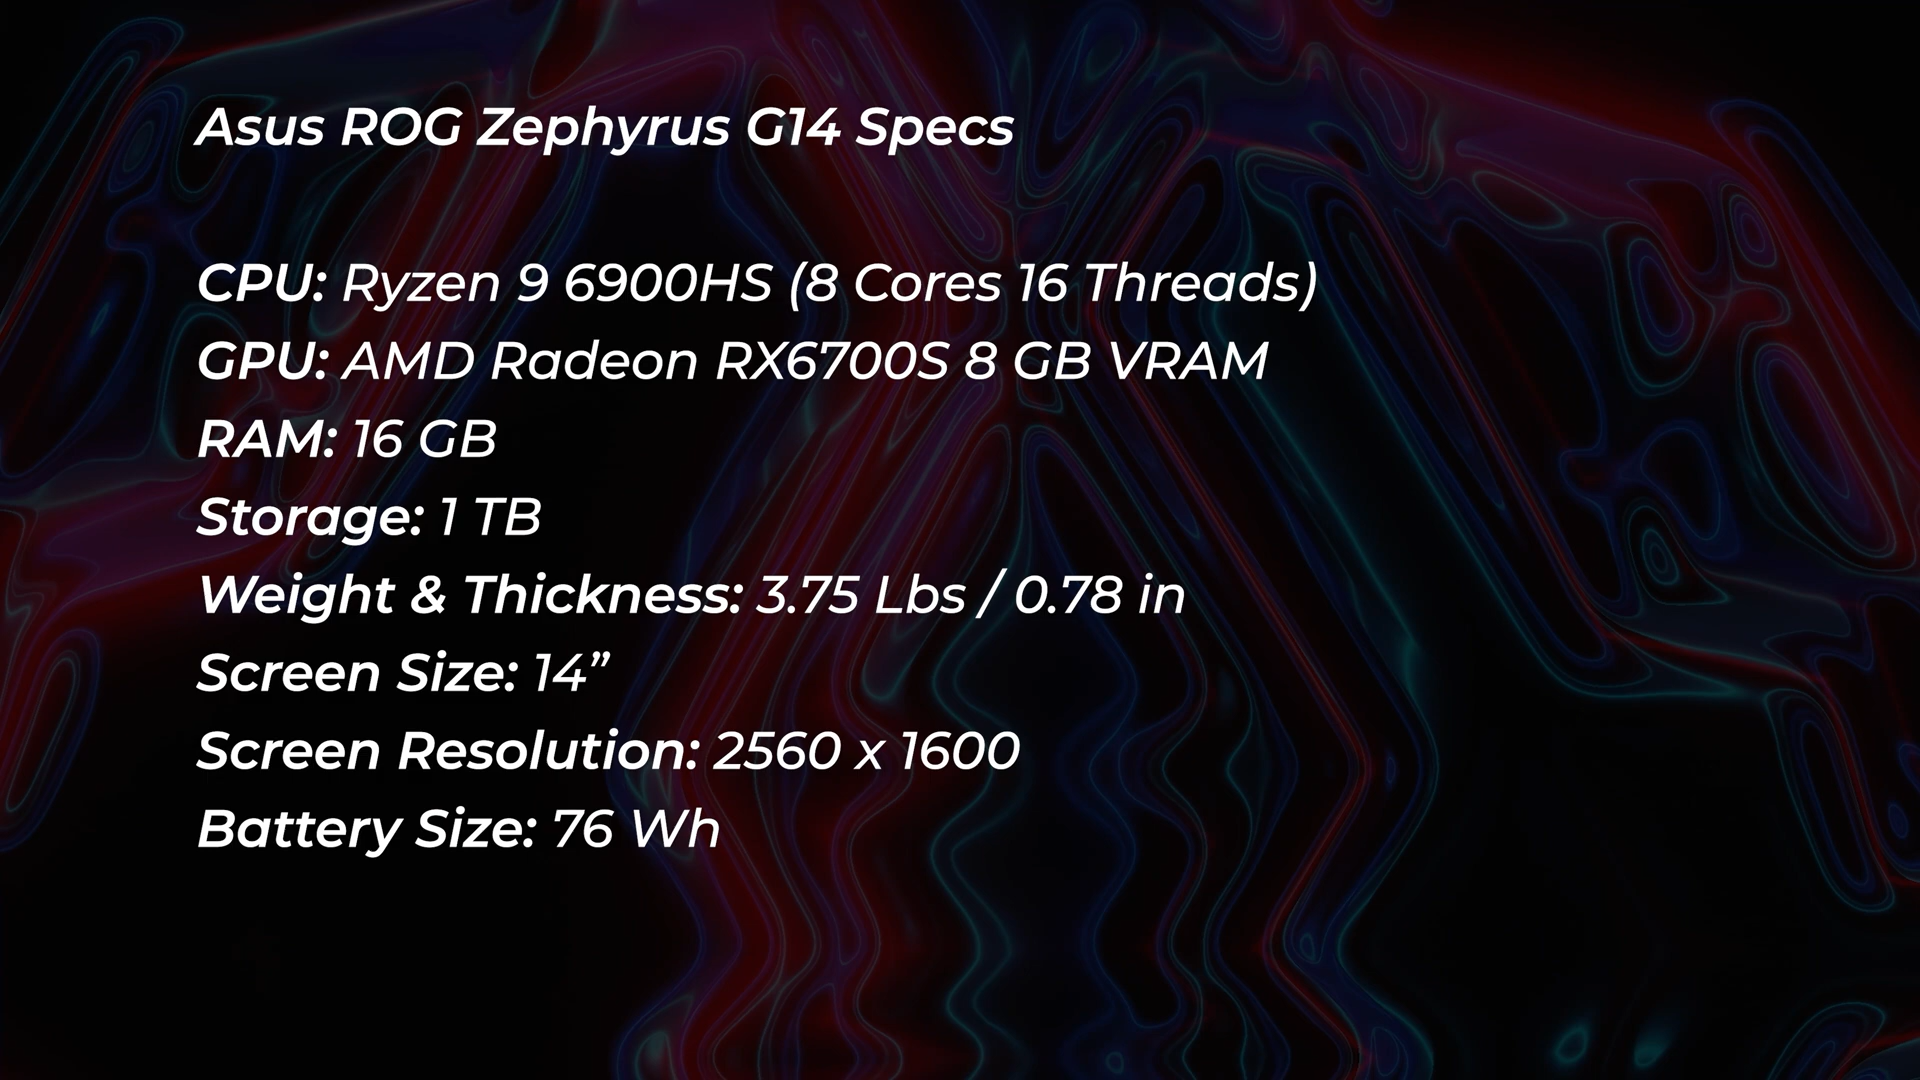 Asus ROG Zephyrus G14 Specs
CPU: Ryzen 9 6900HS (8 Cores 16 Threads)
GPU: AMD Radeon RX6700S 8 GB VRAM
RAM: 16 GB
Storage: 1 TB
Weight & Thickness: 3.75 Lbs / 0.78 in
Screen Size: 14”
Screen Resolution: 2560 x 1600
Battery Size: 76 Wh